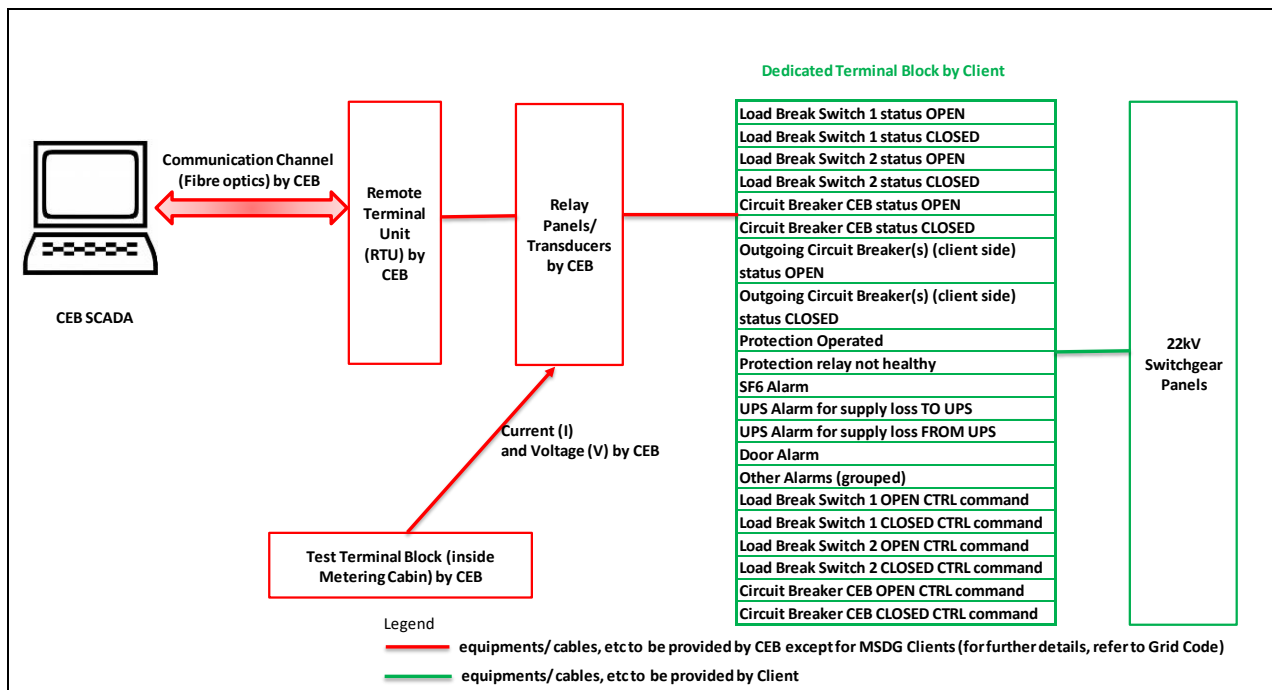 Dedicated Terminal Block by Client
Communication Channel
(Fibre optics) by CEB
CEB SCADA
Remote
Terminal
Unit
(RTU) by
CEB
Relay
Panels/
Transducers
by CEB
Current (I)
and Voltage (V) by CEB
Test Terminal Block (inside
Metering Cabin) by CEB
Load Break Switch 1 status OPEN
Load Break Switch 1 status CLOSED
Load Break Switch 2 status OPEN
Load Break Switch 2 status CLOSED
Circuit Breaker CEB status OPEN
Circuit Breaker CEB status CLOSED
Outgoing Circuit Breaker(s) (client side)
status OPEN
Outgoing Circuit Breaker(s) (client side)
status CLOSED
Protection Operated
Protection relay not healthy
SF6 Alarm
UPS Alarm for supply loss TO UPS
UPS Alarm for supply loss FROM UPS
Door Alarm
Other Alarms (grouped)
Load Break Switch 1 OPEN CTRL command
Load Break Switch 1 CLOSED CTRL command
Load Break Switch 2 OPEN CTRL command
Load Break Switch 2 CLOSED CTRL command
Circuit Breaker CEB OPEN CTRL command
Circuit Breaker CEB CLOSED CTRL command
22kV
Switchgear
Panels
Legend
equipments/ cables, etc to be provided by CEB except for MSDG Clients (for further details, refer to Grid Code)
equipments/ cables, etc to be provided by Client